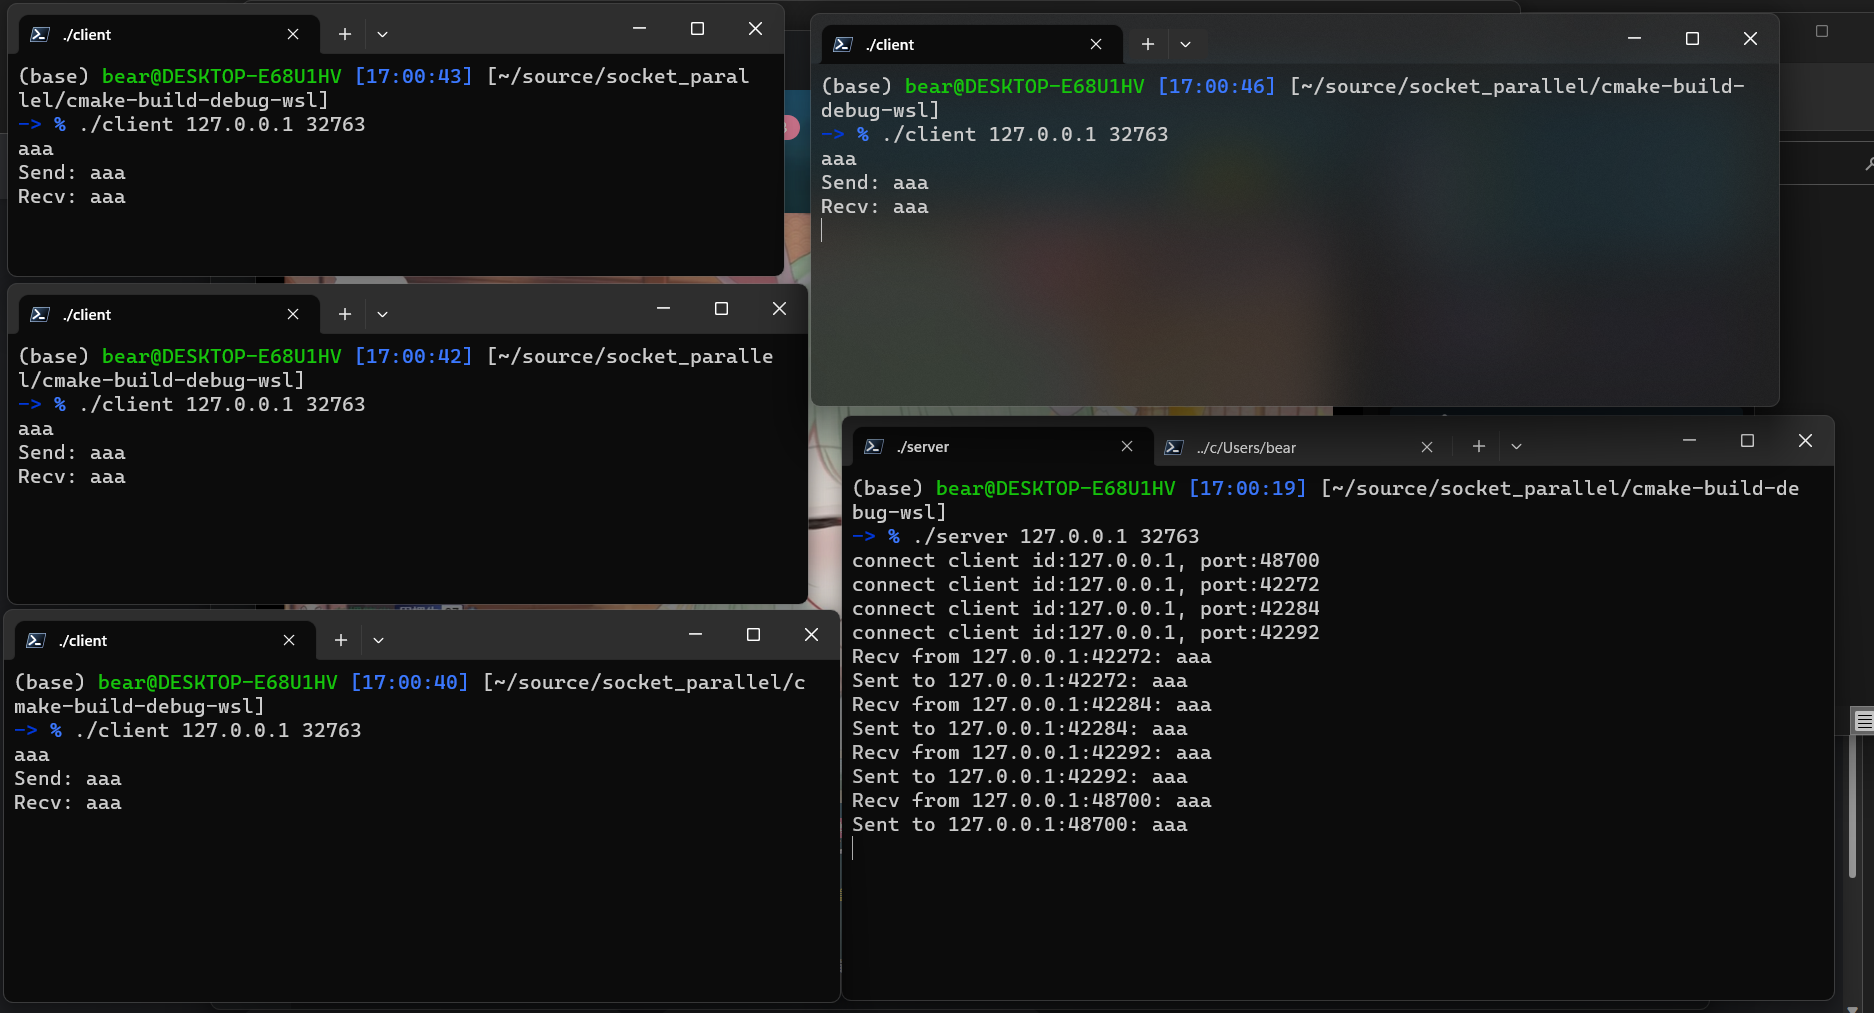 ./client
(base) bear@DESKTOP-E68U1HV [17:00:43] [~/source/socket_paral
lel/cmake-build-debug-wsl]
-> % ./client 127.0.0.1 32763
aaa
Send: aaa
Recv: aaa
./client
(base) bear@DESKTOP-E68U1HV [17:00:46] [~/source/socket_parallel/cmake-build-
debug-wsl]
-> % ./client 127.0.0.1 32763
aaa
Send: aaa
Recv: aaa
./client
(base) bear@DESKTOP-E68U1HV [17:00:42] [~/source/socket_paralle
l/cmake-build-debug-wsl]
-> % ./client 127.0.0.1 32763
aaa
Send: aaa
Recv: aaa
./server
../c/Users/bear
(base) bear@DESKTOP-E68U1HV [17:00:19] [~/source/socket_parallel/cmake-build-de
bug-wsl]
-> % ./server 127.0.0.1 32763
connect client id:127.0.0.1, port:48700
connect client id:127.0.0.1, port:42272
connect client id:127.0.0.1, port:42284
connect client id:127.0.0.1, port:42292
Recv from 127.0.0.1:42272: aaa
Sent to 127.0.0.1:42272: aaa
Recv from 127.0.0.1:42284: aaa
Sent to 127.0.0.1:42284: aaa
Recv from 127.0.0.1:42292: aaa
Sent to 127.0.0.1:42292: aaa
Recv from 127.0.0.1:48700: aaa
Sent to 127.0.0.1:48700: aaa
./client
(base) bear@DESKTOP-E68U1HV [17:00:40] [~/source/socket_parallel/c
make-build-debug-wsl]
-> % ./client 127.0.0.1 32763
aaa
Send: aaa
Recv: aaa